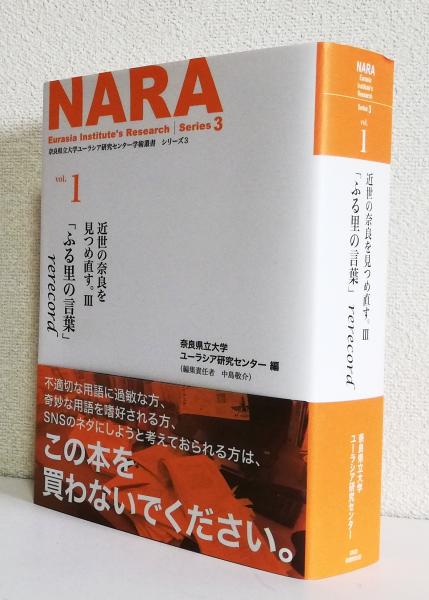 NARA
Eurasia Institute's Research | Series 3
奈良県立大学ユーラシア研究センター学術叢書 シリーズ3
vol. 1
近世の奈良を
見つめ直す。Ⅲ
「ふる里の言葉」
rerecord
奈良県立大学
ユーラシア研究センター 編
(編集責任者 中島敬介)
不適切な用語に過敏な方、
奇妙な用語を嗜好される方、
SNSのネタにしようと考えておられる方は、
この本を
買わないでください。
NARA
Eurasia
Institute's
Research
Series 3
vol.
1
近世の奈良を見つめ直す。Ⅲ
「ふる里の言葉」 rerecord
奈良県立大学
ユーラシア研究センター